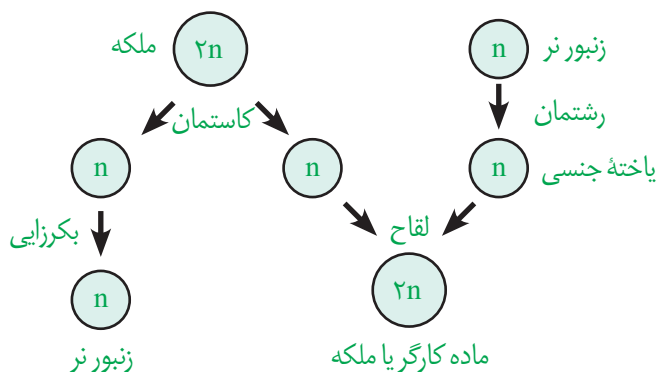 ملکه
۲n
n
زنبور نر
کاستمان
رشتمان
n
n
n
یاختهٔ جنسی
بکرزایی
لقاح
n
۲n
زنبور نر
ماده کارگر یا ملکه